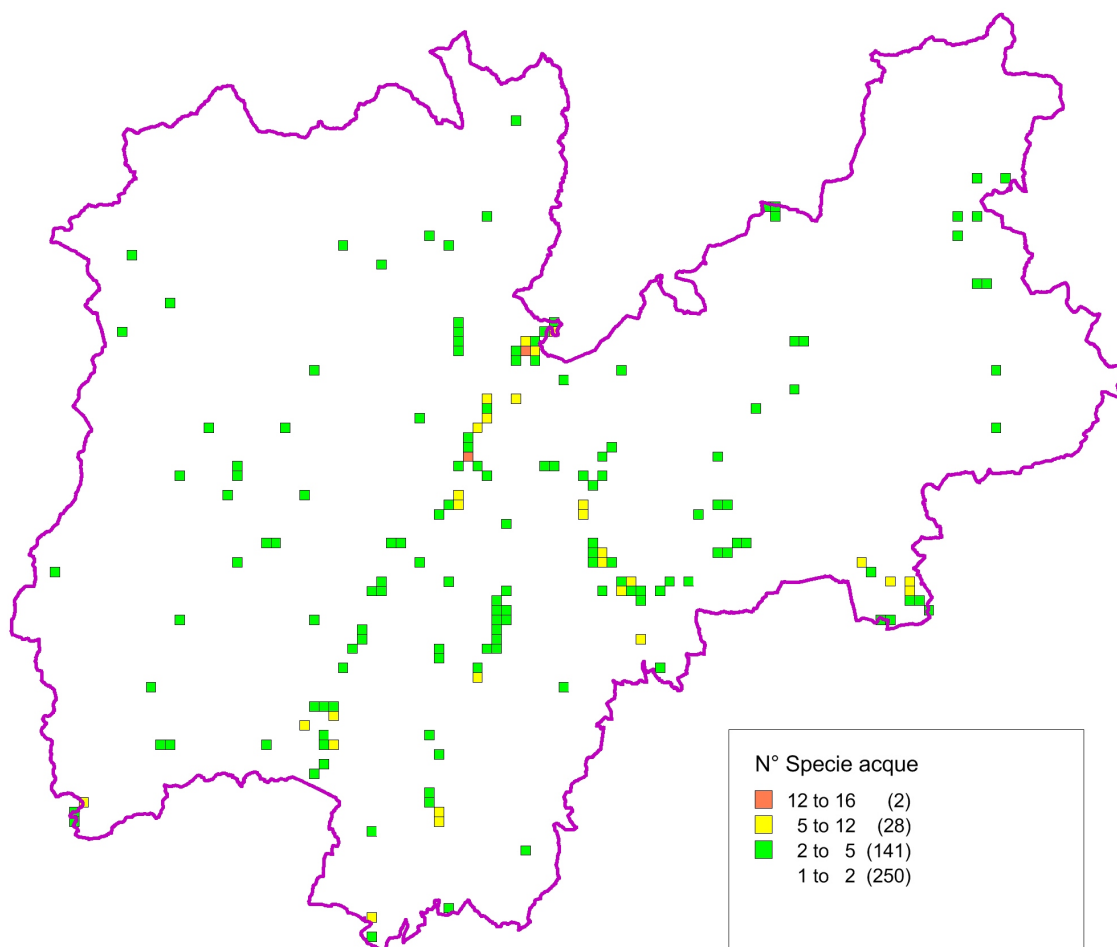 N° Specie acque
12 to 16 (2)
5 to 12 (28)
2 to 5 (141)
1 to 2 (250)